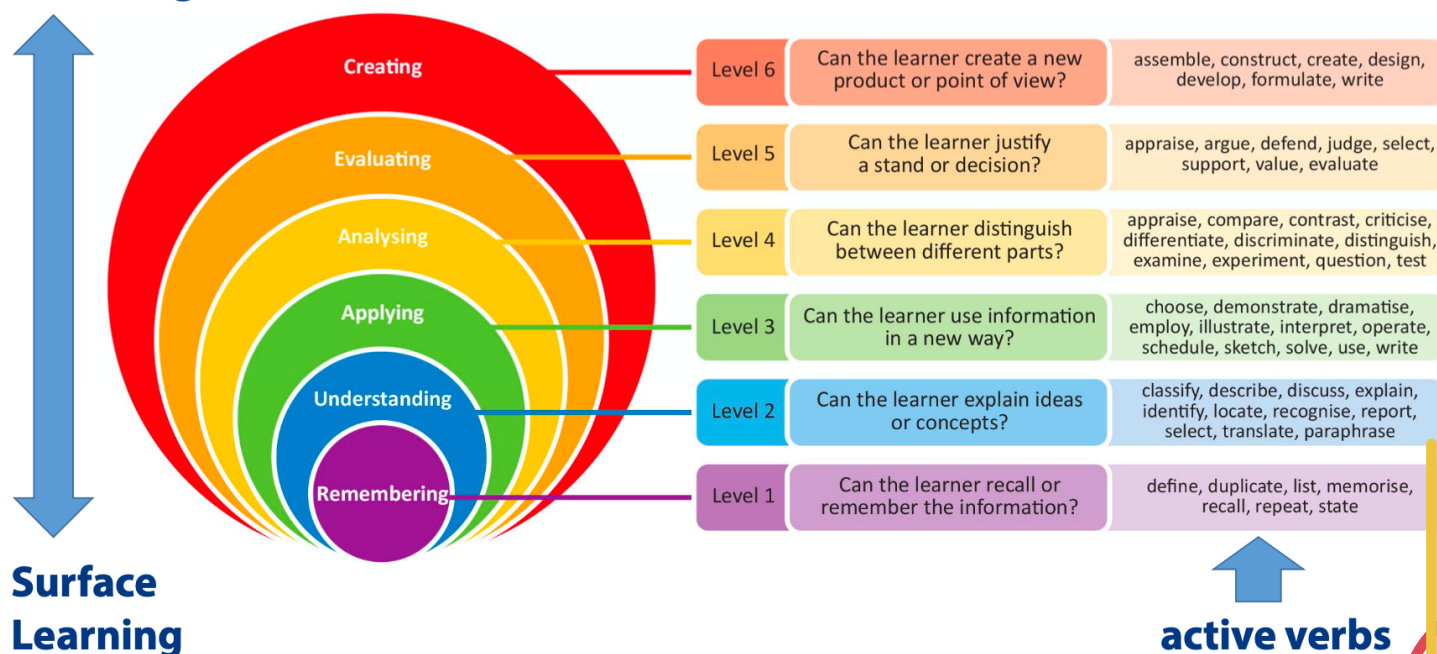 Creating
Level 6
Can the learner create a new
product or point of view?
assemble, construct, create, design,
develop, formulate, write
Evaluating
Level 5
Can the learner justify
a stand or decision?
appraise, argue, defend, judge, select,
support, value, evaluate
Analysing
Level 4
Can the learner distinguish
between different parts?
appraise, compare, contrast, criticise,
differentiate, discriminate, distinguish,
examine, experiment, question, test
Applying
Level 3
Can the learner use information
in a new way?
choose, demonstrate, dramatise,
employ, illustrate, interpret, operate,
schedule, sketch, solve, use, write
Understanding
Level 2
Can the learner explain ideas
or concepts?
classify, describe, discuss, explain,
identify, locate, recognise, report,
select, translate, paraphrase
Remembering
Level 1
Can the learner recall or
remember the information?
define, duplicate, list, memorise,
recall, repeat, state
Surface
Learning
active verbs